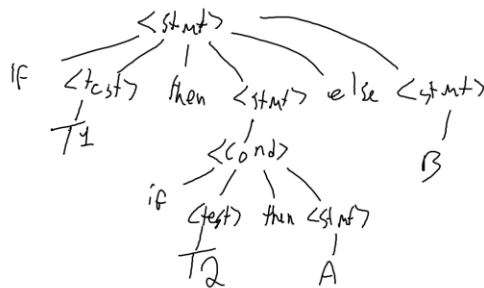 <stmt>
if <test> then <stmt> else <stmt>
T1 <cond> B
if <test> then <stmt>
T2 A